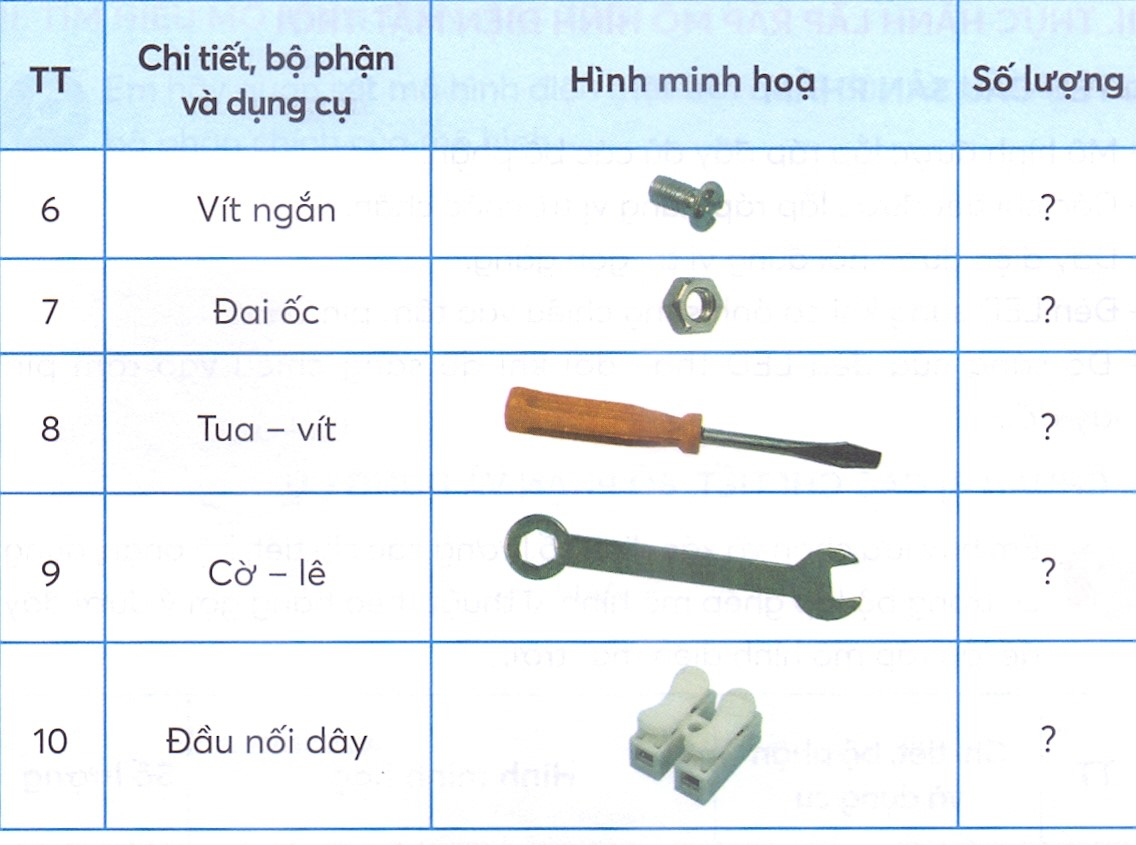 TT Chi tiết, bộ phận và dụng cụ Hình minh hoạ Số lượng
6 Vít ngắn ?
7 Đai ốc ?
8 Tua – vít ?
9 Cờ – lê ?
10 Đầu nối dây ?